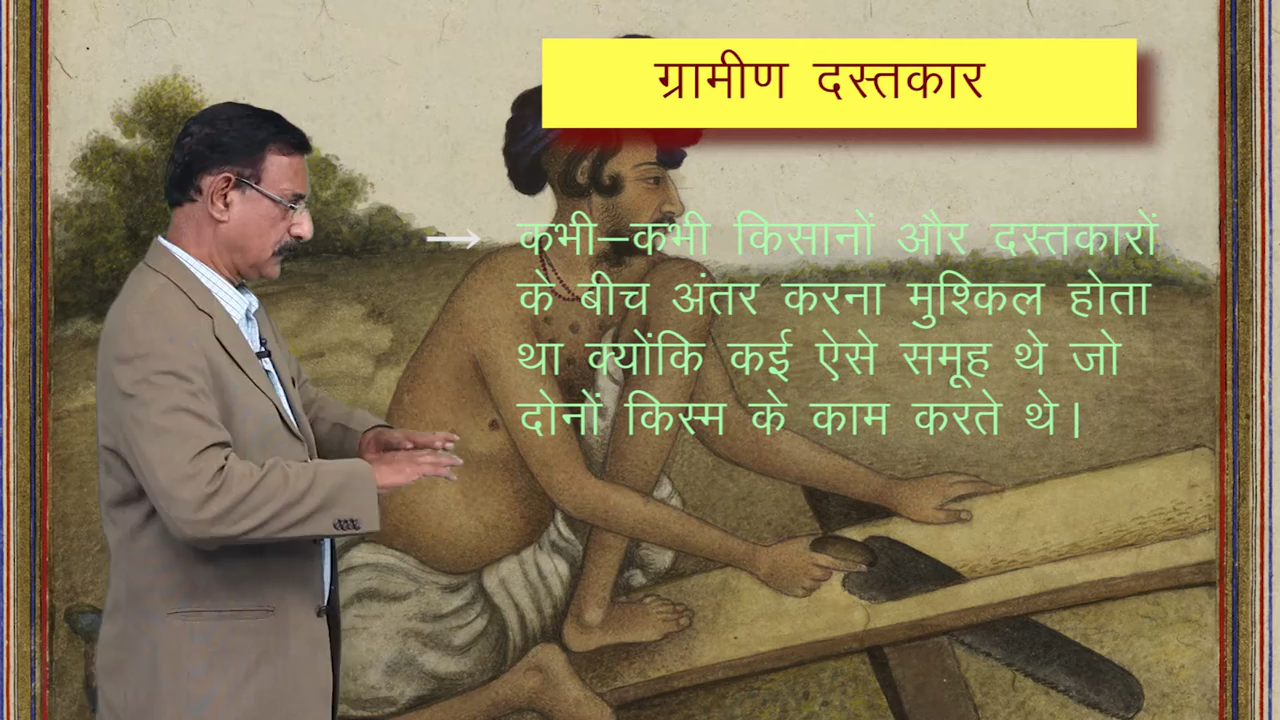 ग्रामीण दस्तकार
→ कभी–कभी किसानों और दस्तकारों
के बीच अंतर करना मुश्किल होता
था क्योंकि कई ऐसे समूह थे जो
दोनों किस्म के काम करते थे।